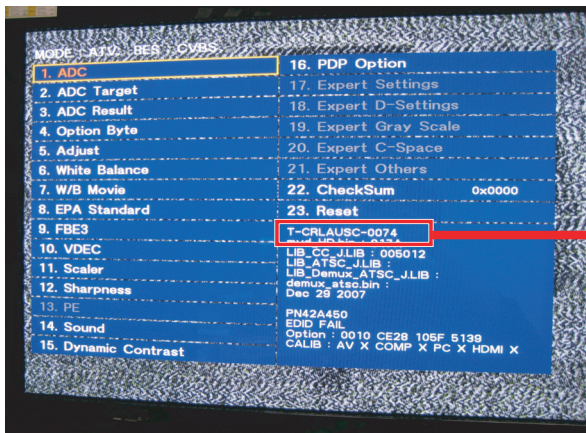 MODE : ATV RES : CVBS
1. ADC
2. ADC Target
3. ADC Result
4. Option Byte
5. Adjust
6. White Balance
7. W/B Movie
8. EPA Standard
9. FBE3
10. VDEC
11. Scaler
12. Sharpness
13. PE
14. Sound
15. Dynamic Contrast
16. PDP Option
17. Expert Settings
18. Expert D-Settings
19. Expert Gray Scale
20. Expert C-Space
21. Expert Others
22. CheckSum 0x0000
23. Reset
T-CRLAUSC-0074
LIB_CC_J.LIB : 005012
LIB_ATSC_J.LIB :
LIB_Demux_ATSC_J.LIB :
demux_atsc.bin :
Dec 29 2007
PN42A450
EDID FAIL
Option : 0010 CE28 105F 5139
CALIB : AV X COMP X PC X HDMI X